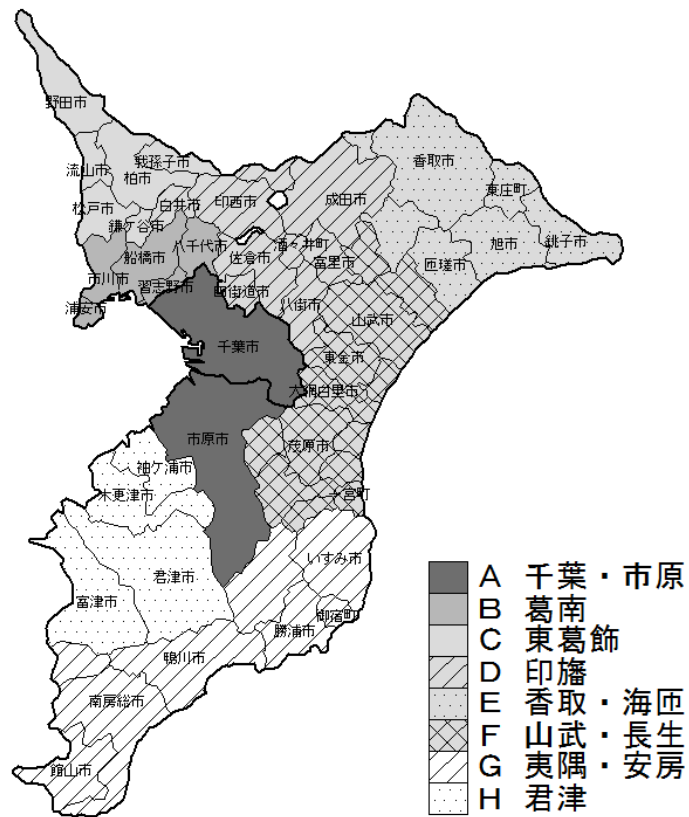 野田市
香取市
我孫子市
流山市
柏市
東庄町
成田市
白井市
印西市
松戸市
鎌ケ谷市
酒々井町
八千代市
旭市
銚子市
船橋市
佐倉市
富里市
匝瑳市
市川市
習志野市
四街道市
八街市
浦安市
山武市
千葉市
東金市
大網白里市
市原市
茂原市
袖ケ浦市
木更津市
一宮町
いすみ市
君津市
富津市
御宿町
勝浦市
鴨川市
南房総市
館山市
A 千葉・市原
B 葛南
C 東葛飾
D 印旛
E 香取・海匝
F 山武・長生
G 夷隅・安房
H 君津